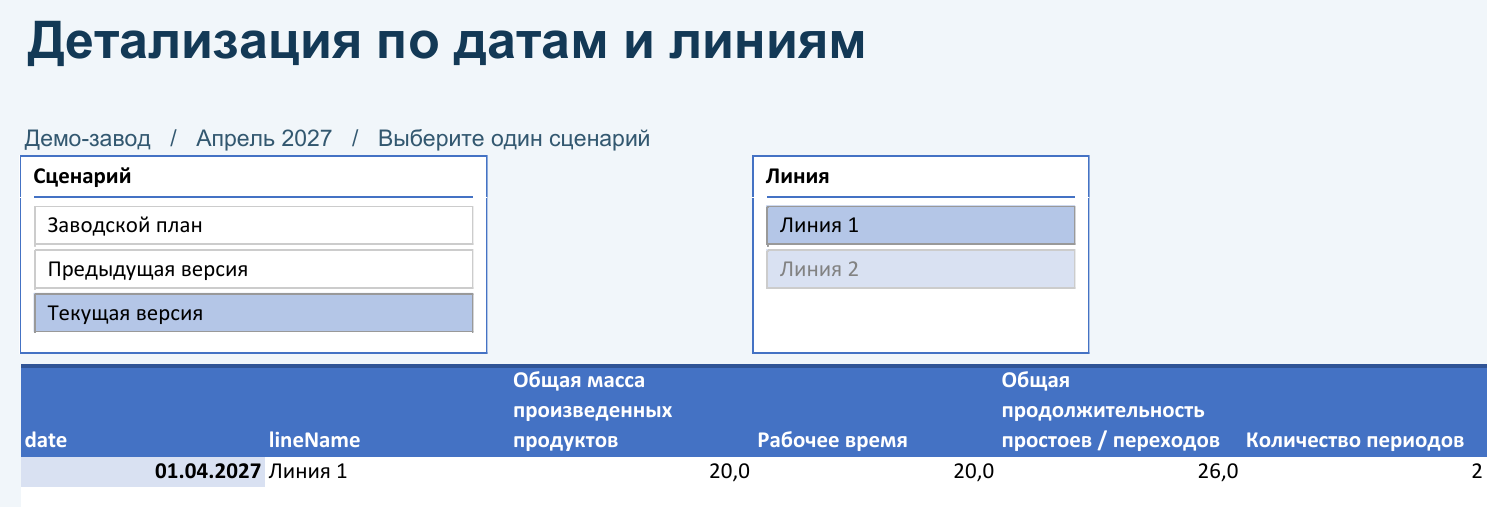 Детализация по датам и линиям
Демо-завод / Апрель 2027 / Выберите один сценарий
Сценарий
Заводской план
Предыдущая версия
Текущая версия
Линия
Линия 1
Линия 2
date lineName Общая масса произведенных продуктов Рабочее время Общая продолжительность простоев / переходов Количество периодов
01.04.2027 Линия 1 20,0 20,0 26,0 2